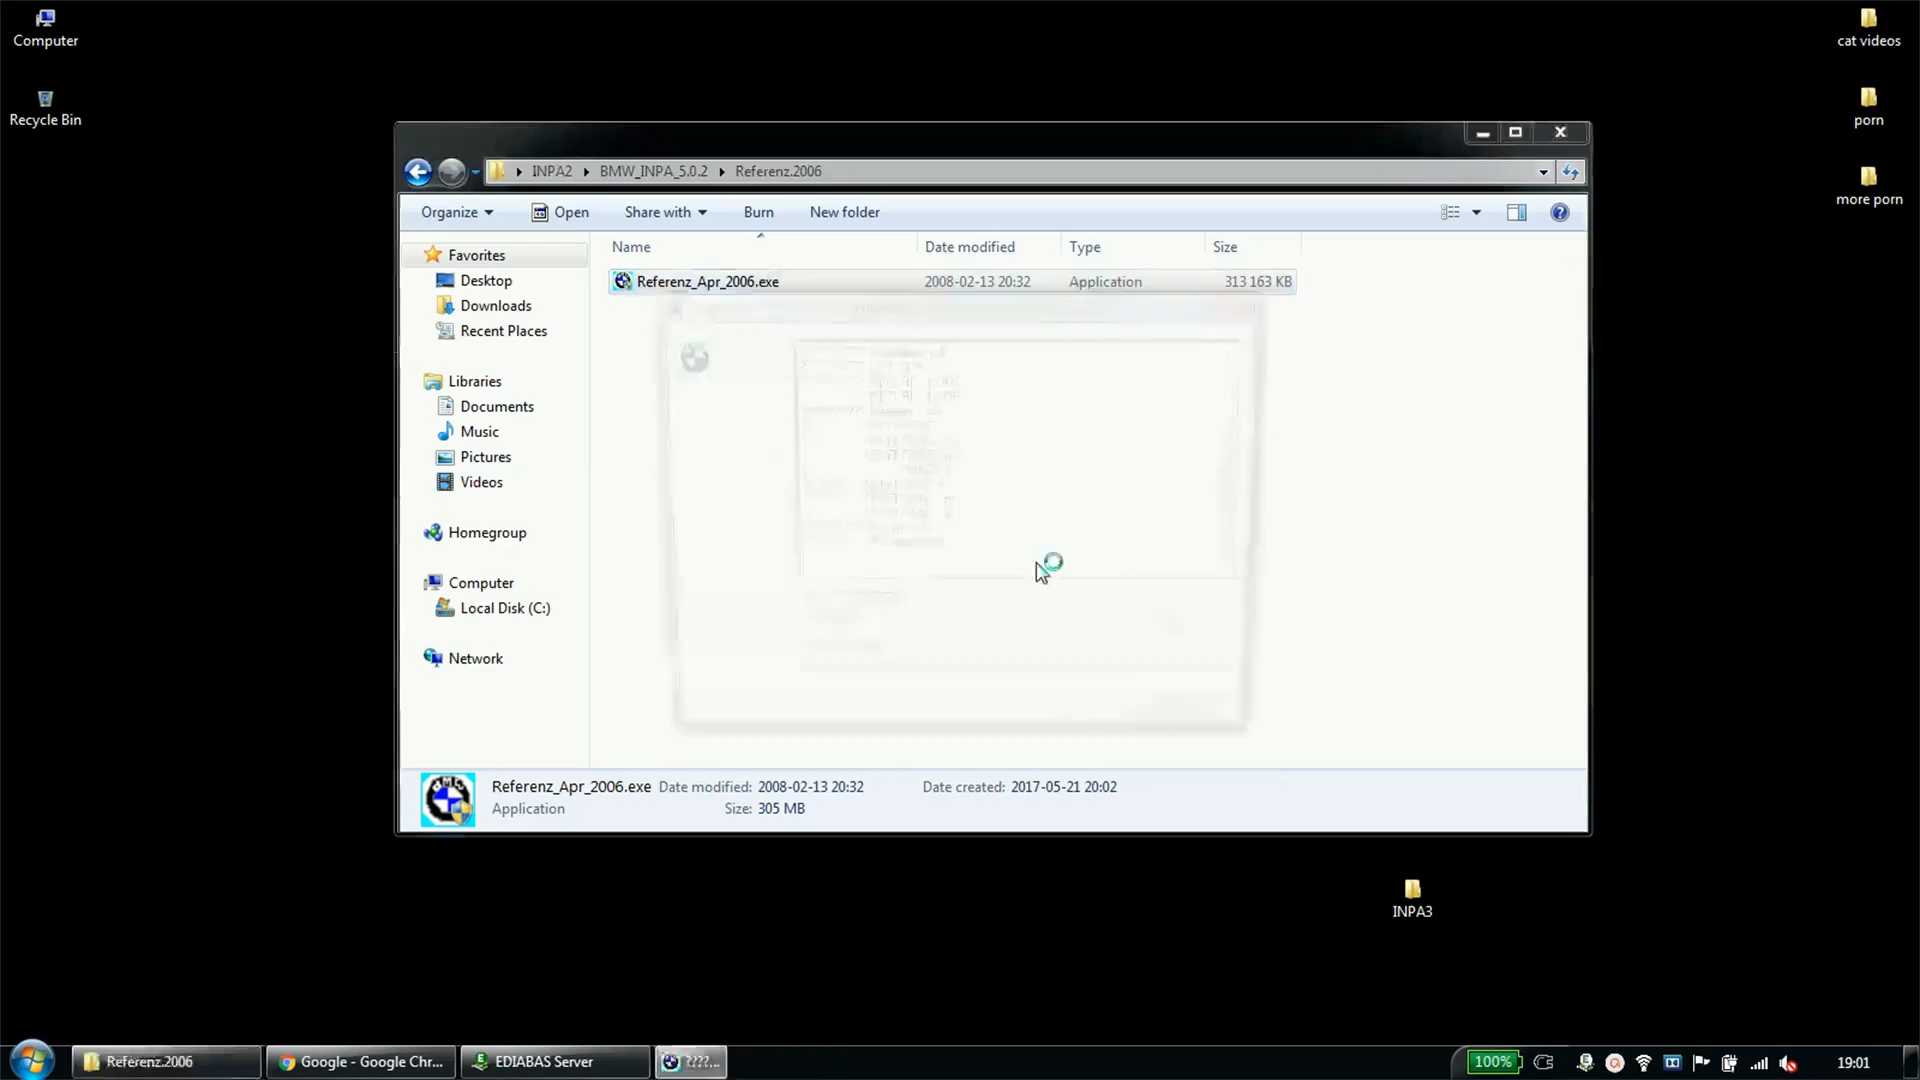 Computer
cat videos
Recycle Bin
porn
more porn
INPA2 BMW_INPA_5.0.2 Referenz.2006
Organize Open Share with Burn New folder
Name Date modified Type Size
Referenz_Apr_2006.exe 2008-02-13 20:32 Application 313 163 KB
Favorites
Desktop
Downloads
Recent Places
Libraries
Documents
Music
Pictures
Videos
Homegroup
Computer
Local Disk (C:)
Network
Referenz_Apr_2006.exe Date modified: 2008-02-13 20:32 Date created: 2017-05-21 20:02
Application Size: 305 MB
INPA3
Referenz.2006 Google - Google Chr... EDIABAS Server ????,... 100% 19:01